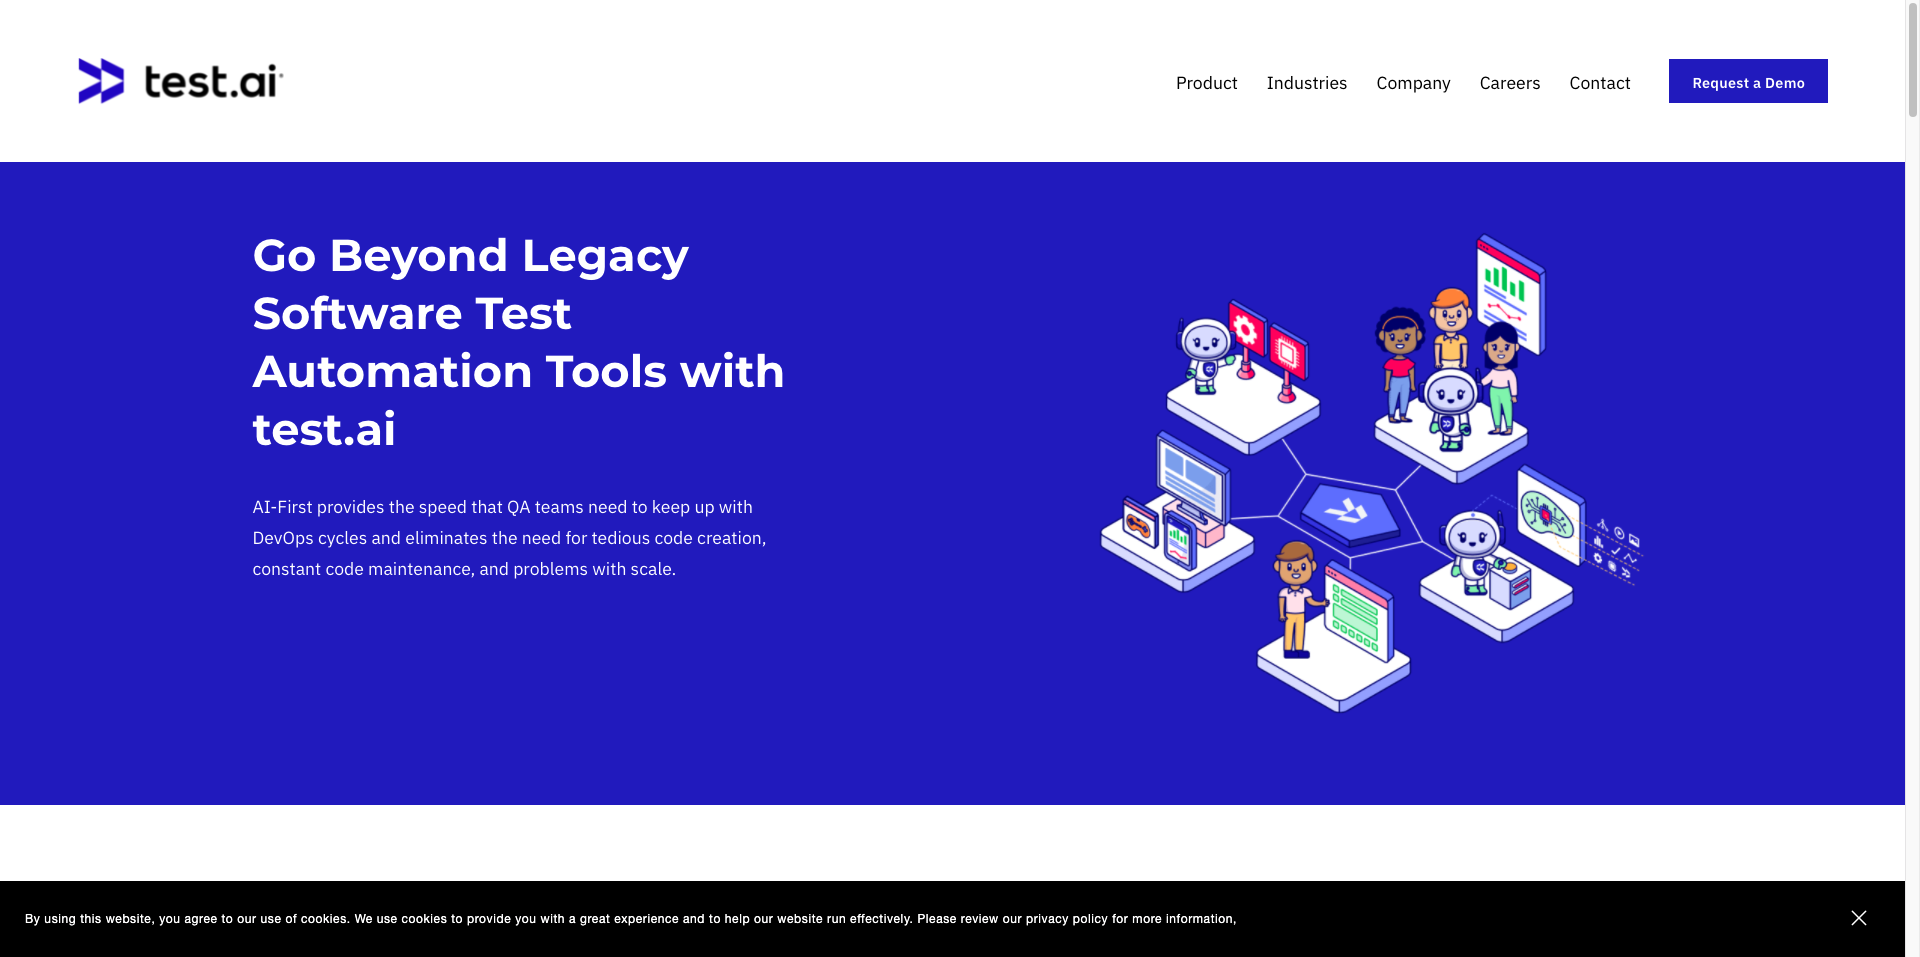 test.ai
Product
Industries
Company
Careers
Contact
Request a Demo
Go Beyond Legacy
Software Test
Automation Tools with
test.ai
AI-First provides the speed that QA teams need to keep up with
DevOps cycles and eliminates the need for tedious code creation,
constant code maintenance, and problems with scale.
By using this website, you agree to our use of cookies. We use cookies to provide you with a great experience and to help our website run effectively. Please review our privacy policy for more information,